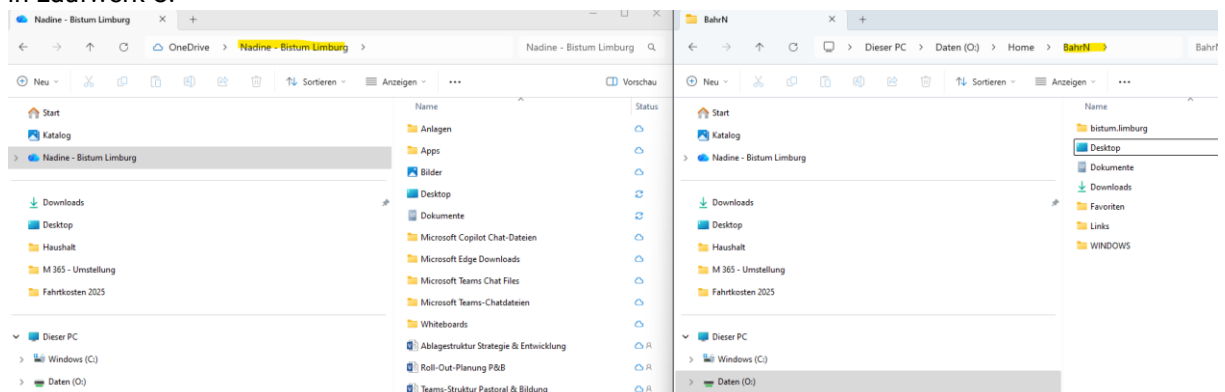 in Laufwerk O:
Nadine - Bistum Limburg
OneDrive > Nadine - Bistum Limburg >
Nadine - Bistum Limburg
Neu
Sortieren
Anzeigen
Vorschau
Start
Katalog
Nadine - Bistum Limburg
Downloads
Desktop
Haushalt
M 365 - Umstellung
Fahrtkosten 2025
Dieser PC
Windows (C:)
Daten (O:)
Name
Status
Anlagen
Apps
Bilder
Desktop
Dokumente
Microsoft Copilot Chat-Dateien
Microsoft Edge Downloads
Microsoft Teams Chat Files
Microsoft Teams-Chatdateien
Whiteboards
Ablagestruktur Strategie & Entwicklung
Roll-Out-Planung P&B
Teams-Struktur Pastoral & Bildung
BahrN
> Dieser PC > Daten (O:) > Home > BahrN >
Neu
Sortieren
Anzeigen
Start
Katalog
Nadine - Bistum Limburg
Downloads
Desktop
Haushalt
M 365 - Umstellung
Fahrtkosten 2025
Dieser PC
Windows (C:)
Daten (O:)
Name
bistum.limburg
Desktop
Dokumente
Downloads
Favoriten
Links
WINDOWS